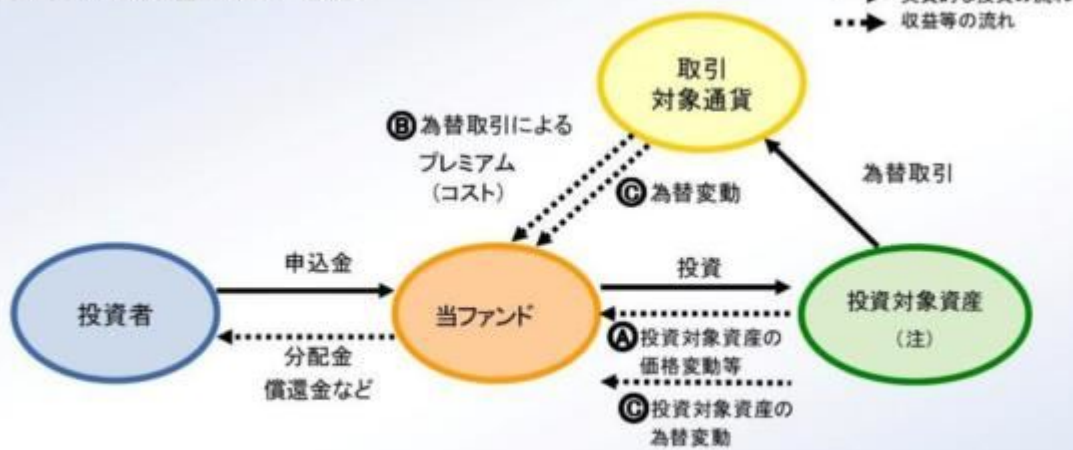 収益等の流れ
取引
対象通貨
Ⓑ為替取引による
プレミアム
(コスト)
Ⓒ為替変動
為替取引
申込金
投資
投資者
当ファンド
投資対象資産
(注)
分配金
償還金など
Ⓐ投資対象資産の
価格変動等
Ⓒ投資対象資産の
為替変動